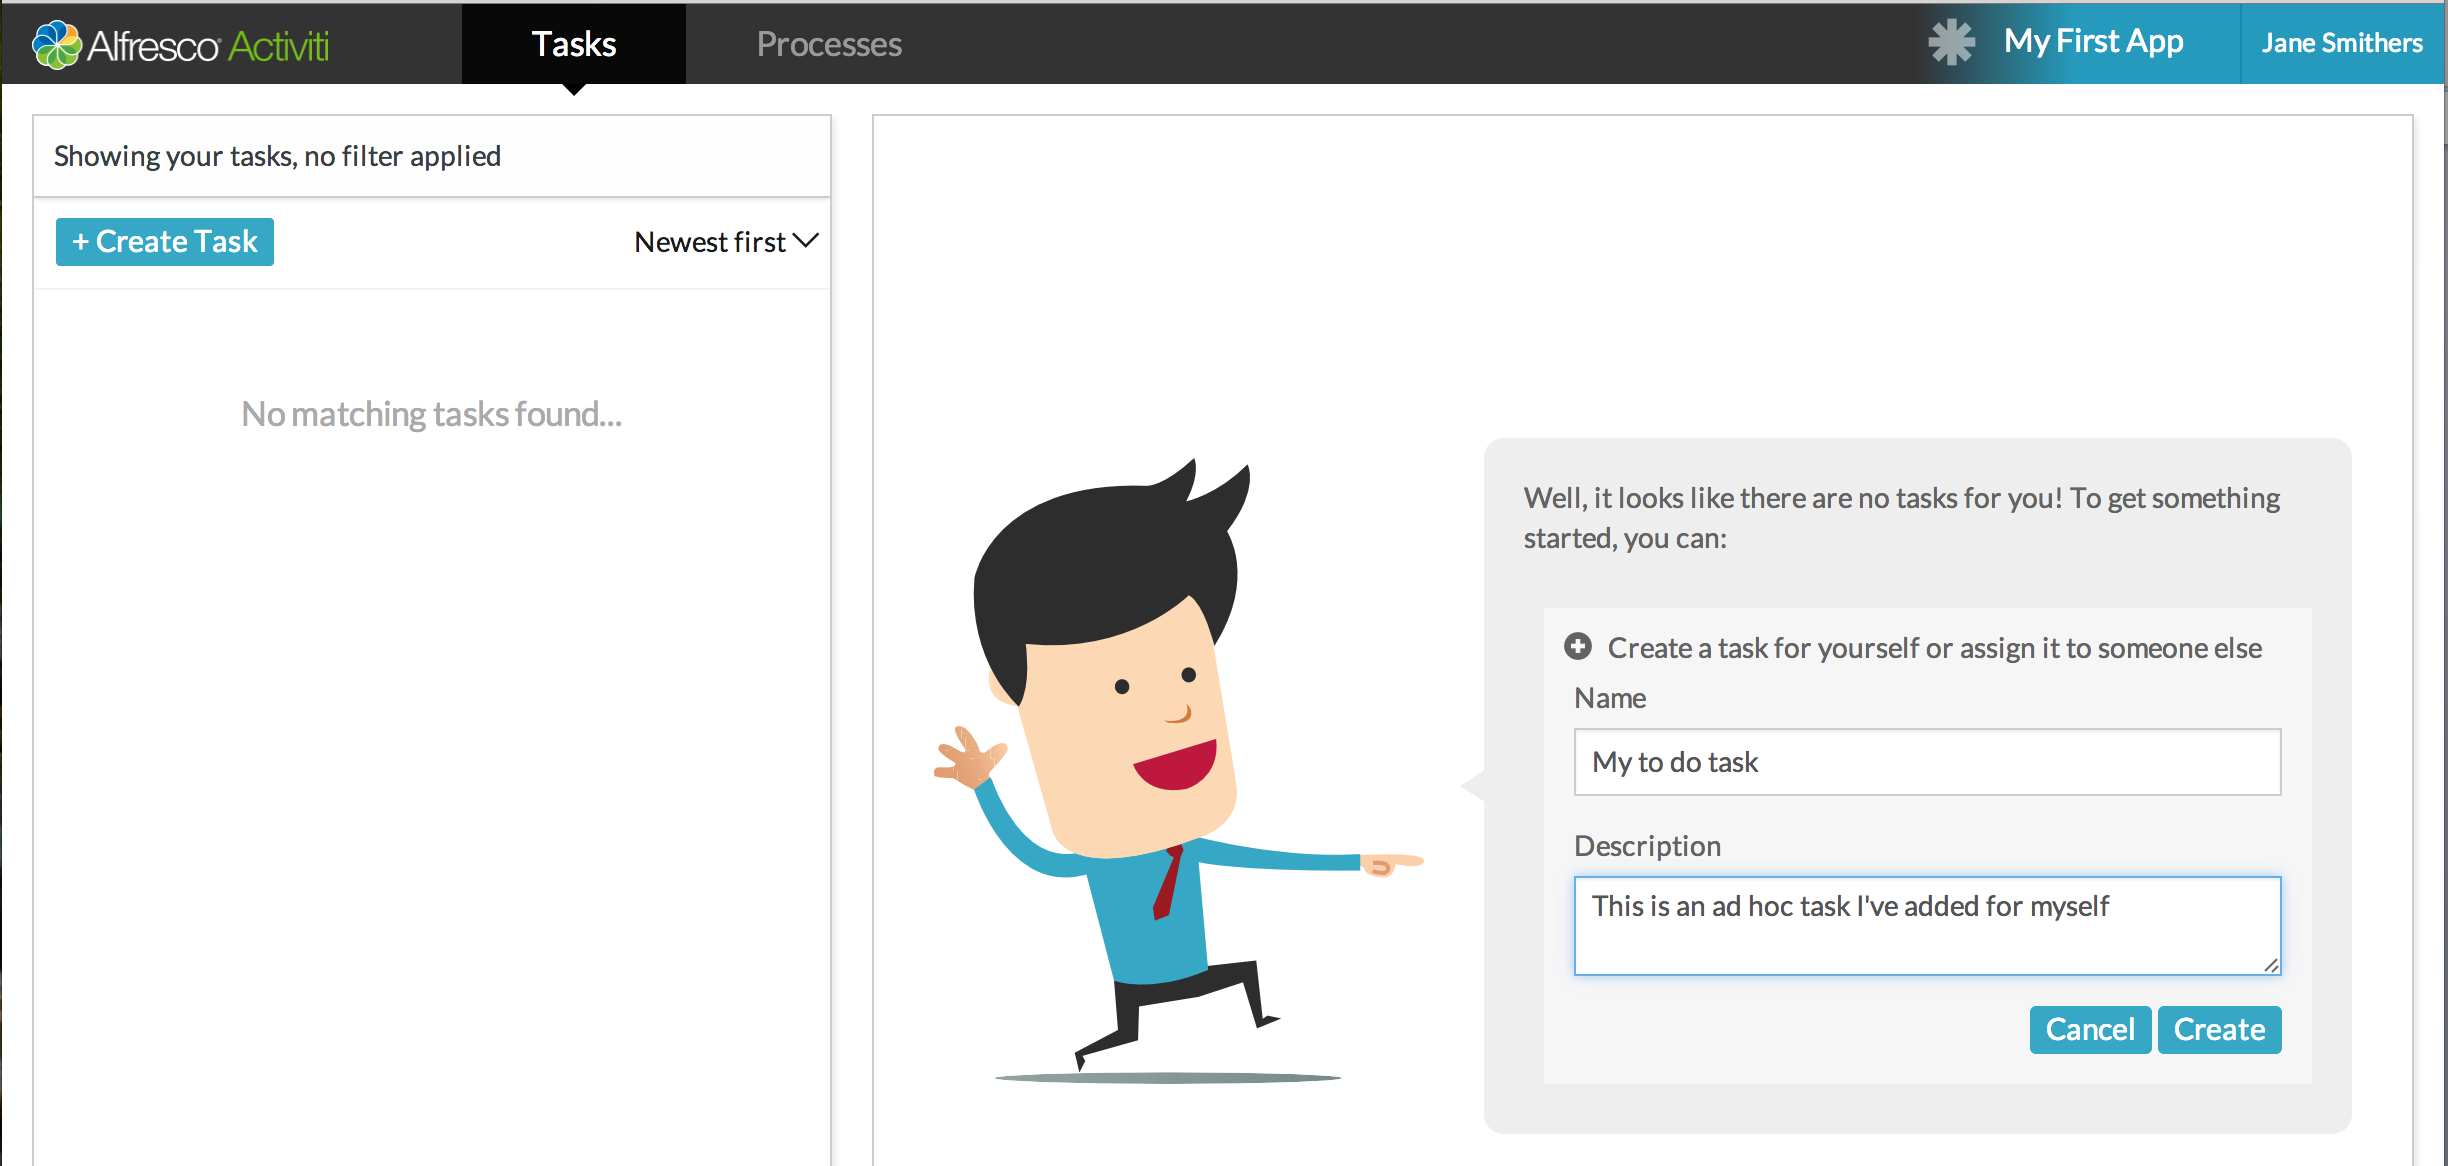 Alfresco Activiti
Tasks
Processes
My First App
Jane Smithers
Showing your tasks, no filter applied
+ Create Task
Newest first
No matching tasks found...
Well, it looks like there are no tasks for you! To get something
started, you can:
Create a task for yourself or assign it to someone else
Name
My to do task
Description
This is an ad hoc task I've added for myself
Cancel
Create